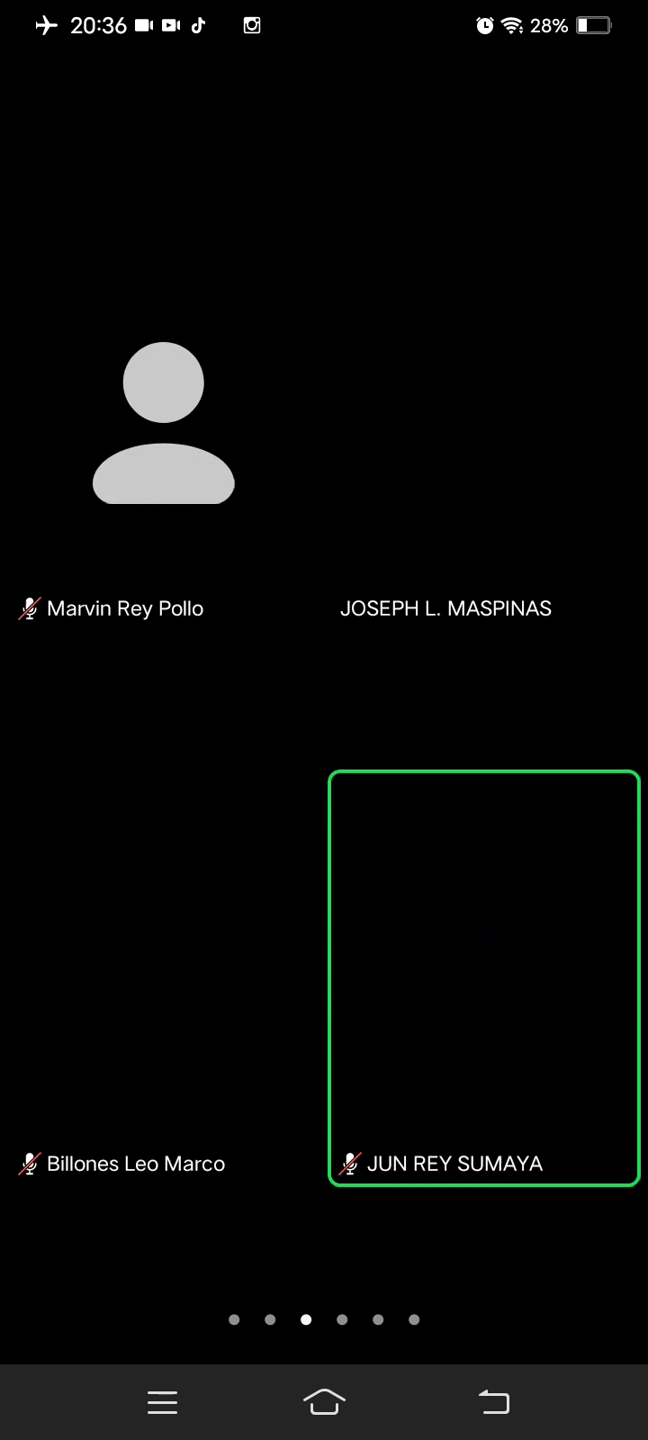 20:36 28%
Marvin Rey Pollo
JOSEPH L. MASPINAS
Billones Leo Marco
JUN REY SUMAYA